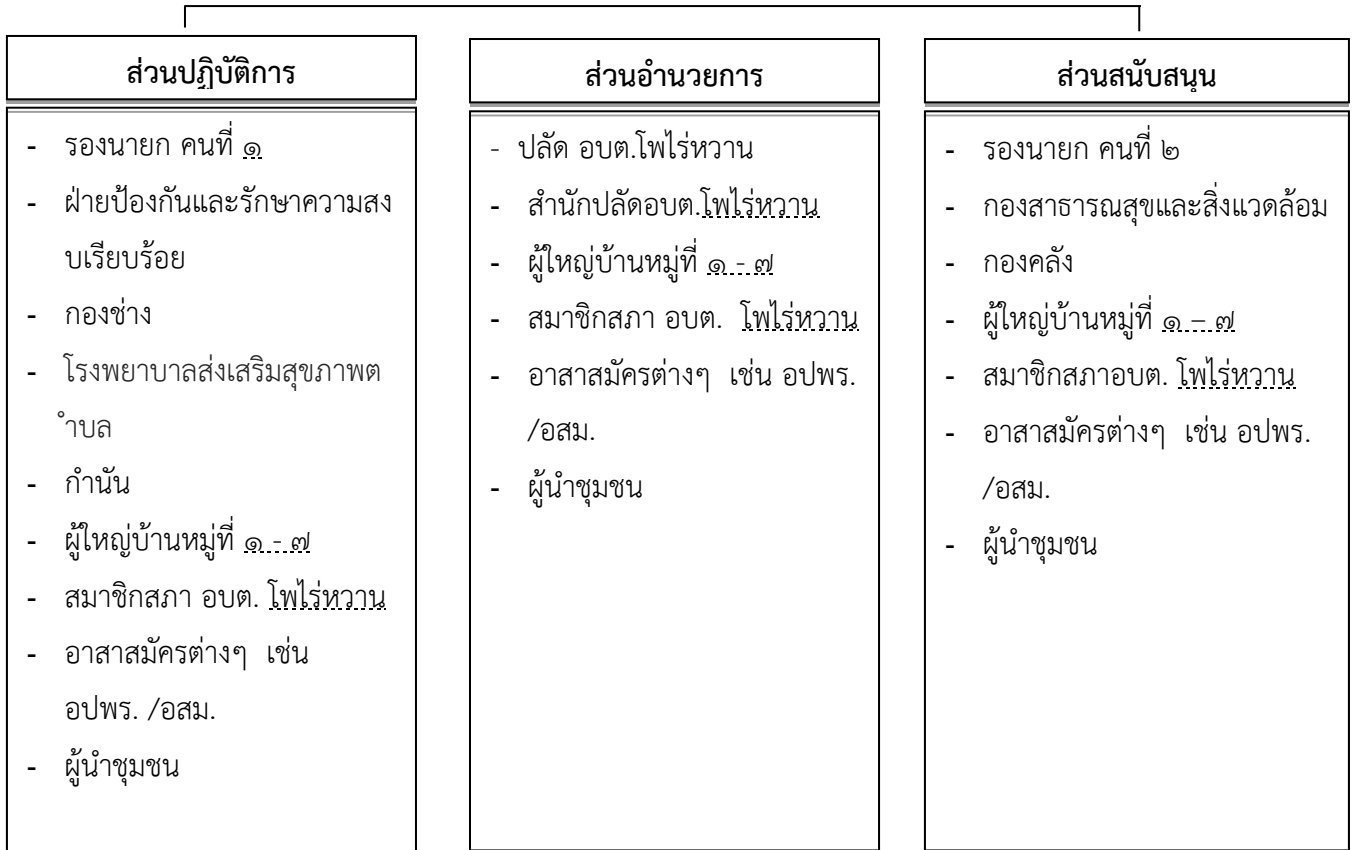 ส่วนปฏิบัติการ
- รองนายก คนที่ ๑
- ฝ่ายป้องกันและรักษาความสง
บเรียบร้อย
- กองช่าง
- โรงพยาบาลส่งเสริมสุขภาพต
ำบล
- กำนัน
- ผู้ใหญ่บ้านหมู่ที่ ๑ - ๗
- สมาชิกสภา อบต. โพไร่หวาน
- อาสาสมัครต่างๆ เช่น
อปพร. /อสม.
- ผู้นำชุมชน
ส่วนอำนวยการ
- ปลัด อบต.โพไร่หวาน
- สำนักปลัดอบต.โพไร่หวาน
- ผู้ใหญ่บ้านหมู่ที่ ๑ - ๗
- สมาชิกสภา อบต. โพไร่หวาน
- อาสาสมัครต่างๆ เช่น อปพร.
/อสม.
- ผู้นำชุมชน
ส่วนสนับสนุน
- รองนายก คนที่ ๒
- กองสาธารณสุขและสิ่งแวดล้อม
- กองคลัง
- ผู้ใหญ่บ้านหมู่ที่ ๑ – ๗
- สมาชิกสภาอบต. โพไร่หวาน
- อาสาสมัครต่างๆ เช่น อปพร.
/อสม.
- ผู้นำชุมชน